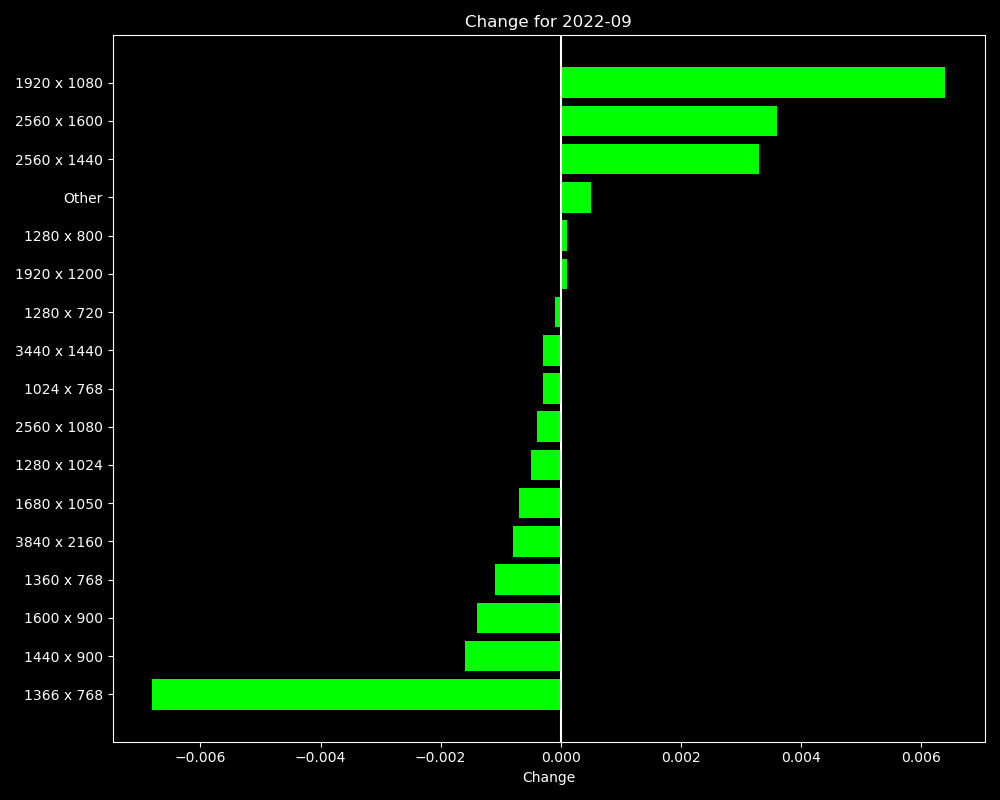 Change for 2022-09
1920 x 1080
2560 x 1600
2560 x 1440
Other
1280 x 800
1920 x 1200
1280 x 720
3440 x 1440
1024 x 768
2560 x 1080
1280 x 1024
1680 x 1050
3840 x 2160
1360 x 768
1600 x 900
1440 x 900
1366 x 768
−0.006 −0.004 −0.002 0.000 0.002 0.004 0.006
Change